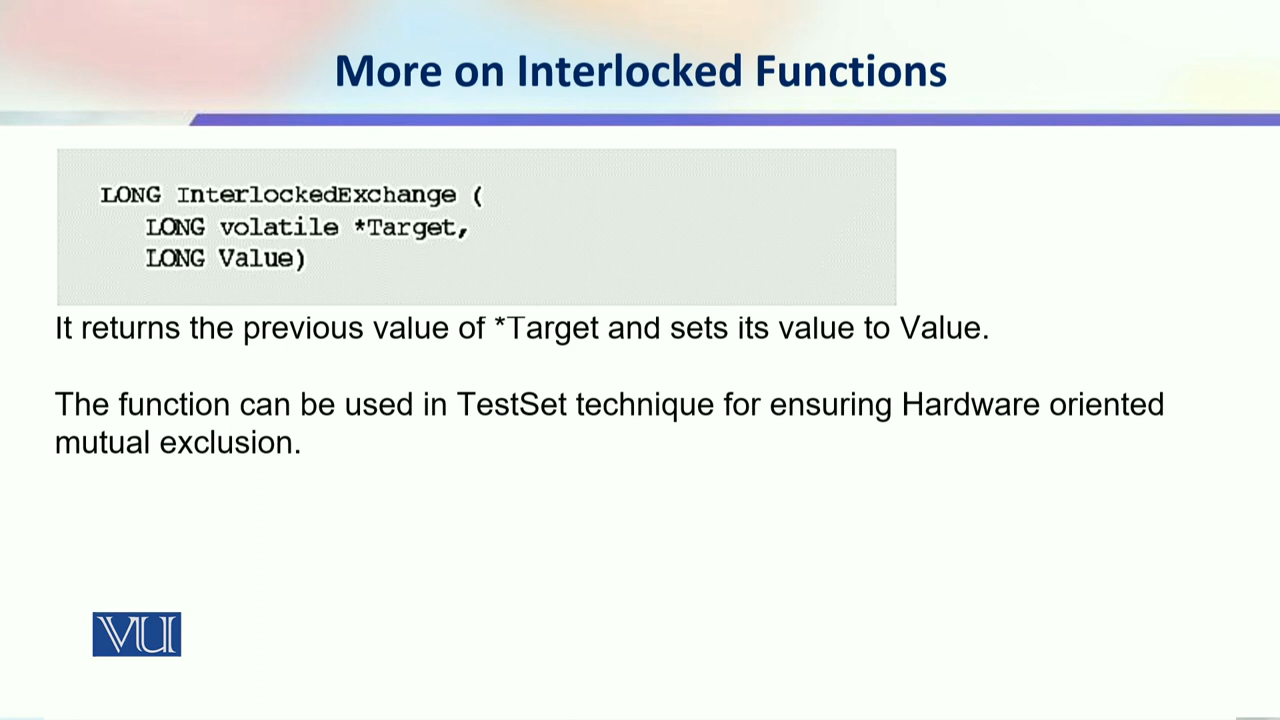 More on Interlocked Functions
LONG InterlockedExchange (
LONG volatile *Target,
LONG Value)
It returns the previous value of *Target and sets its value to Value.
The function can be used in TestSet technique for ensuring Hardware oriented
mutual exclusion.
VU